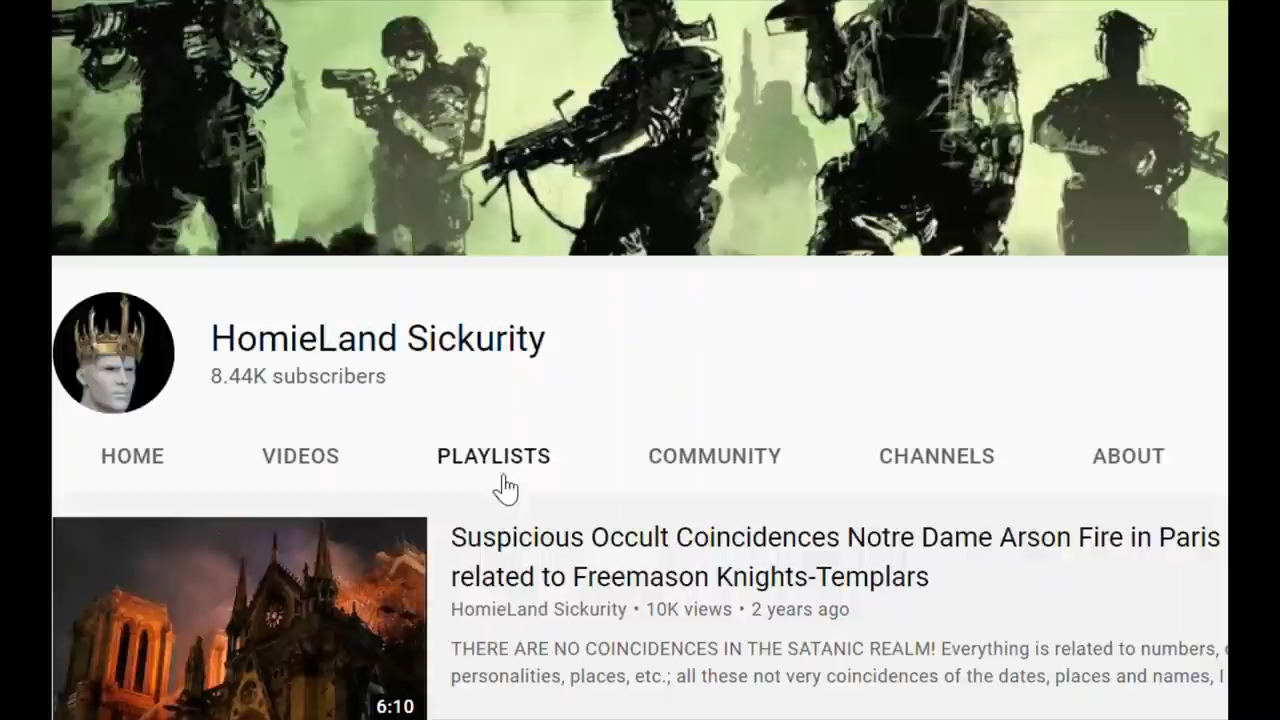 HomieLand Sickurity
8.44K subscribers
HOME VIDEOS PLAYLISTS COMMUNITY CHANNELS ABOUT
Suspicious Occult Coincidences Notre Dame Arson Fire in Paris
related to Freemason Knights-Templars
HomieLand Sickurity • 10K views • 2 years ago
THERE ARE NO COINCIDENCES IN THE SATANIC REALM! Everything is related to numbers,
personalities, places, etc.; all these not very coincidences of the dates, places and names, I
6:10